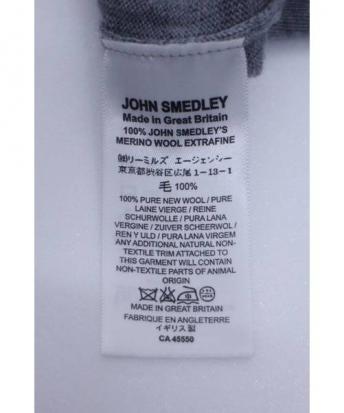 JOHN SMEDLEY
Made in Great Britain
100% JOHN SMEDLEY'S
MERINO WOOL EXTRAFINE
㈱リーミルズ エージェンシー
東京都渋谷区広尾1-13-1
毛 100%
100% PURE NEW WOOL / PURE
LAINE VIERGE / REINE
SCHURWOLLE / PURA LANA
VERGINE / ZUIVER SCHEERWOL /
REN Y ULD / PURA LANA VIRGEM
ANY ADDITIONAL NATURAL NON-
TEXTILE TRIM ATTACHED TO
THIS GARMENT WILL CONTAIN
NON-TEXTILE PARTS OF ANIMAL
ORIGIN.
MADE IN GREAT BRITAIN
FABRIQUE EN ANGLETERRE
イギリス製
CA 45550